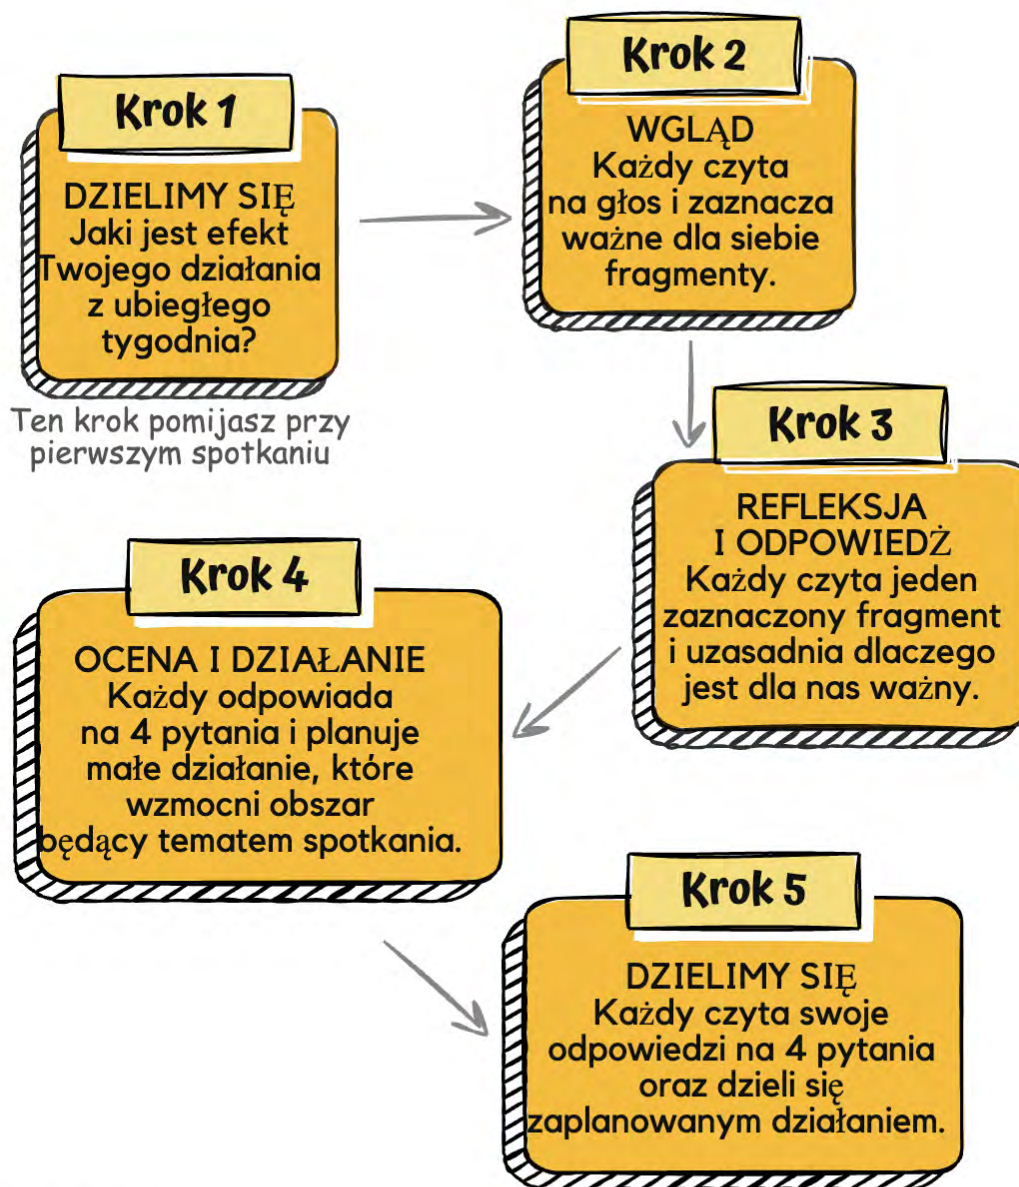 Krok 1
DZIELIMY SIĘ
Jaki jest efekt
Twojego działania
z ubiegłego
tygodnia?
Ten krok pomijasz przy
pierwszym spotkaniu
Krok 2
WGLĄD
Każdy czyta
na głos i zaznacza
ważne dla siebie
fragmenty.
Krok 3
REFLEKSJA
I ODPOWIEDŹ
Każdy czyta jeden
zaznaczony fragment
i uzasadnia dlaczego
jest dla nas ważny.
Krok 4
OCENA I DZIAŁANIE
Każdy odpowiada
na 4 pytania i planuje
małe działanie, które
wzmocni obszar
będący tematem spotkania.
Krok 5
DZIELIMY SIĘ
Każdy czyta swoje
odpowiedzi na 4 pytania
oraz dzieli się
zaplanowanym działaniem.